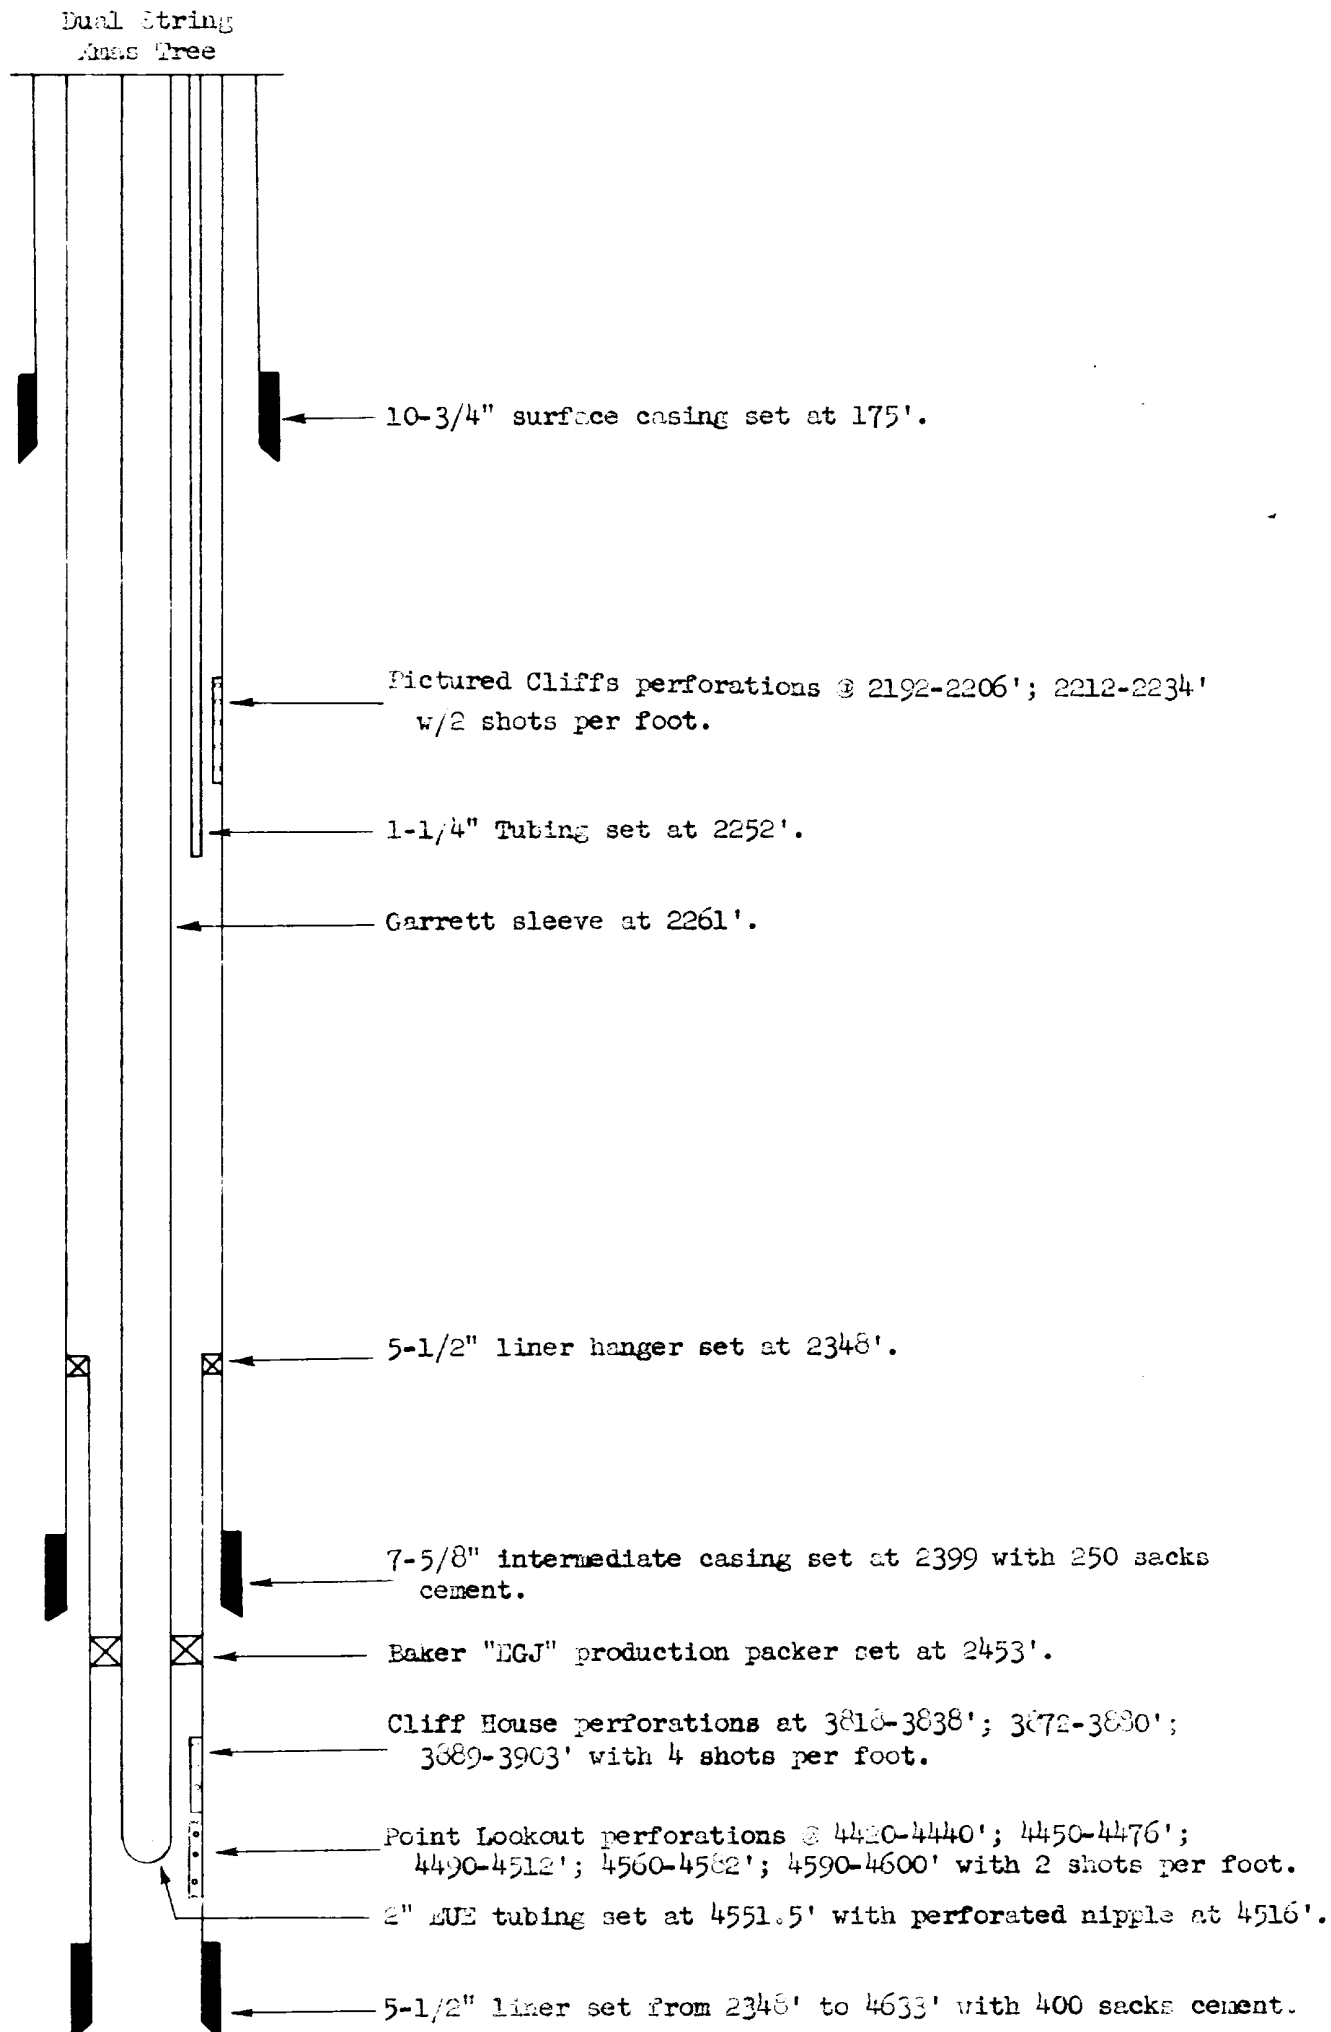 Dual String
Xmas Tree
10-3/4" surface casing set at 175'.
Pictured Cliffs perforations @ 2192-2206'; 2212-2234'
w/2 shots per foot.
1-1/4" Tubing set at 2252'.
Garrett sleeve at 2261'.
5-1/2" liner hanger set at 2348'.
7-5/8" intermediate casing set at 2399 with 250 sacks
cement.
Baker "EGJ" production packer set at 2453'.
Cliff House perforations at 3818-3838'; 3872-3880';
3889-3903' with 4 shots per foot.
Point Lookout perforations @ 4420-4440'; 4450-4476';
4490-4512'; 4560-4582'; 4590-4600' with 2 shots per foot.
2" EUE tubing set at 4551.5' with perforated nipple at 4516'.
5-1/2" liner set from 2348' to 4633' with 400 sacks cement.